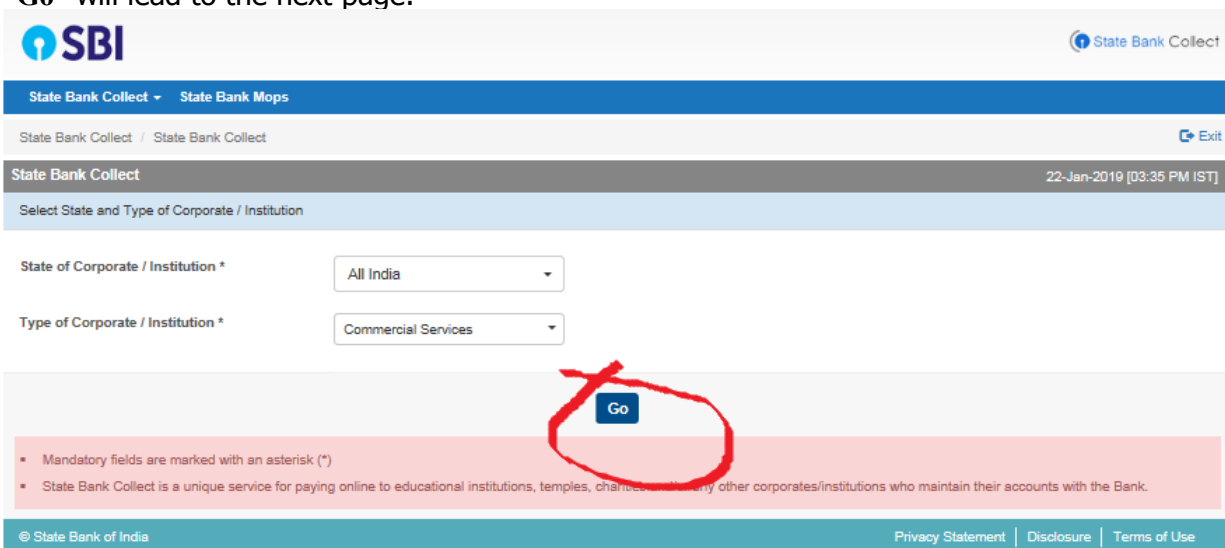 "Go" will lead to the next page.
SBI
State Bank Collect
State Bank Collect State Bank Mops
State Bank Collect / State Bank Collect
Exit
State Bank Collect
22-Jan-2019 [03:35 PM IST]
Select State and Type of Corporate / Institution
State of Corporate / Institution *
All India
Type of Corporate / Institution *
Commercial Services
Go
Mandatory fields are marked with an asterisk (*)
State Bank Collect is a unique service for paying online to educational institutions, temples, charities any other corporates/institutions who maintain their accounts with the Bank.
© State Bank of India
Privacy Statement | Disclosure | Terms of Use